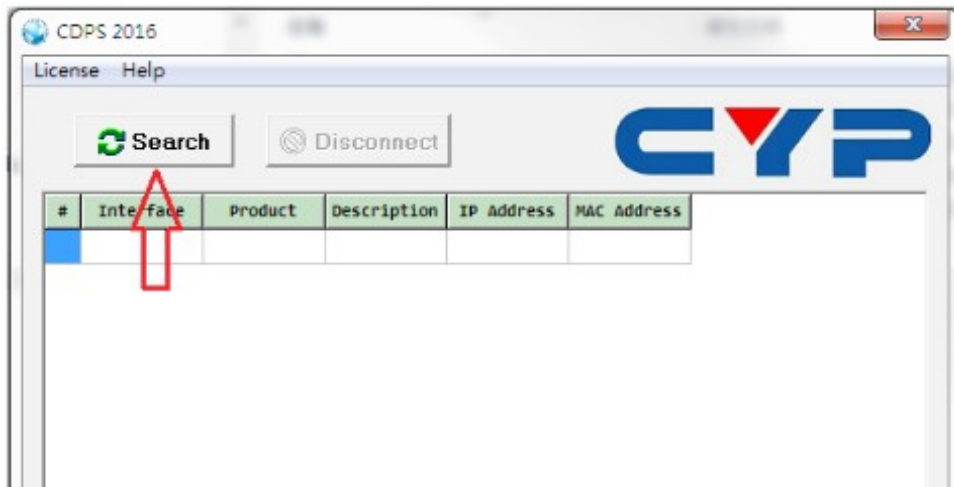 CDPS 2016
License Help
Search Disconnect CYP
# Interface Product Description IP Address MAC Address